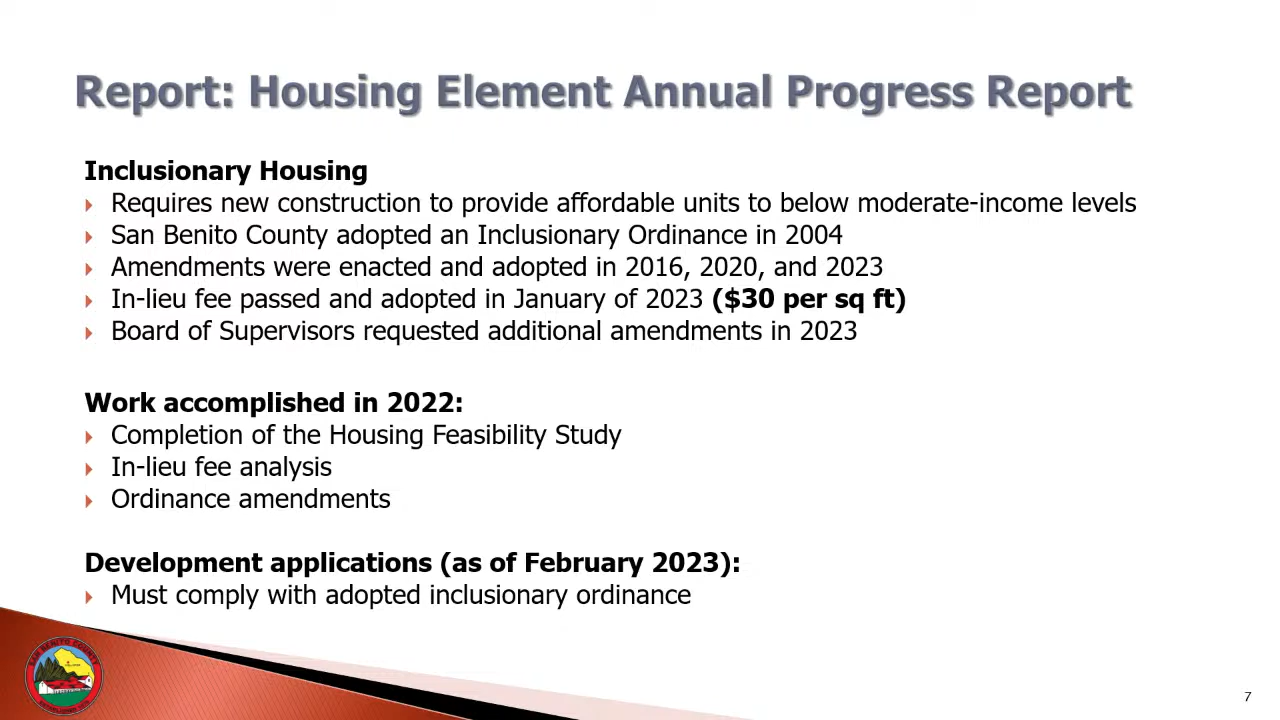 Report: Housing Element Annual Progress Report
Inclusionary Housing
Requires new construction to provide affordable units to below moderate-income levels
San Benito County adopted an Inclusionary Ordinance in 2004
Amendments were enacted and adopted in 2016, 2020, and 2023
In-lieu fee passed and adopted in January of 2023 ($30 per sq ft)
Board of Supervisors requested additional amendments in 2023
Work accomplished in 2022:
Completion of the Housing Feasibility Study
In-lieu fee analysis
Ordinance amendments
Development applications (as of February 2023):
Must comply with adopted inclusionary ordinance
SAN BENITO COUNTY
7